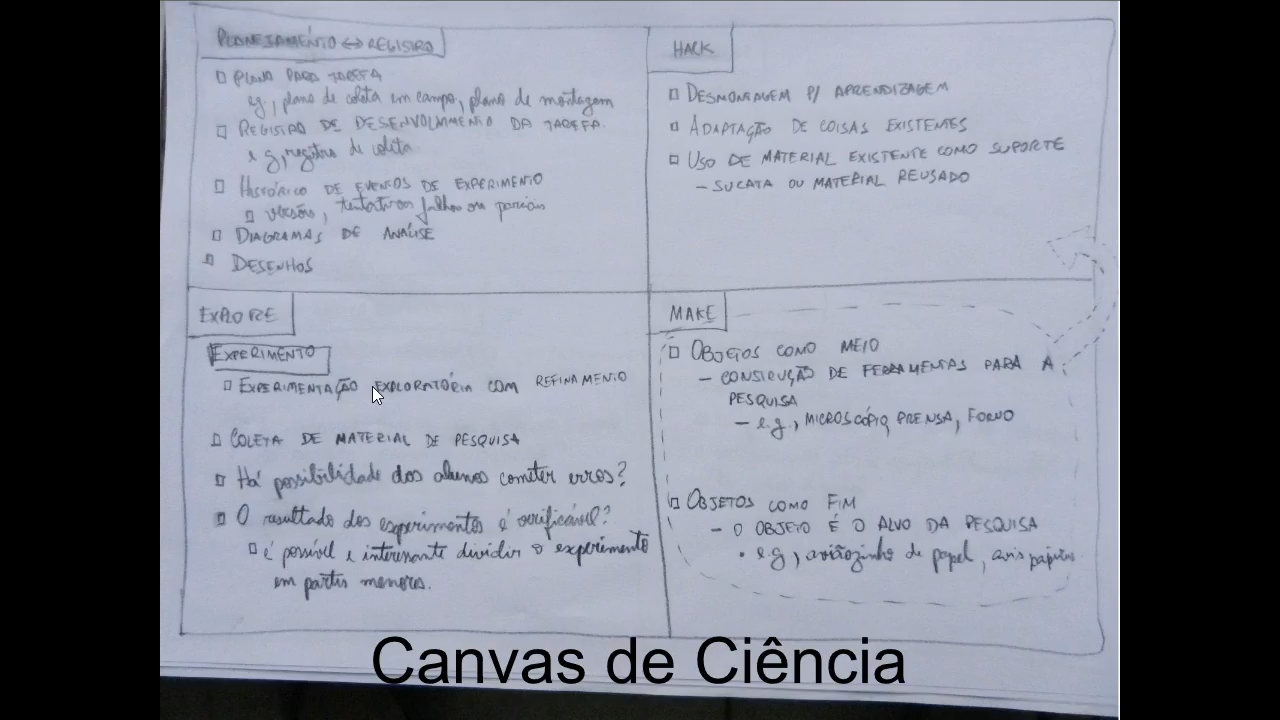 PLANEJAMENTO ↔ REGISTRO
PLANO PARA TAREFA
e.g., plano de coleta em campo, plano de montagem
REGISTRO DE DESENVOLVIMENTO DA TAREFA.
e.g., registro de coleta
HISTÓRICO DE EVENTOS DE EXPERIMENTO
versão, tentativas falhas ou parciais
DIAGRAMAS DE ANÁLISE
DESENHOS
HACK
DESMONTAGEM P/ APRENDIZAGEM
ADAPTAÇÃO DE COISAS EXISTENTES
USO DE MATERIAL EXISTENTE COMO SUPORTE
- SUCATA OU MATERIAL REUSADO
EXPLORE
EXPERIMENTO
EXPERIMENTAÇÃO EXPLORATÓRIA COM REFINAMENTO
COLETA DE MATERIAL DE PESQUISA
Há possibilidade dos alunos cometer erros?
O resultado dos experimentos é verificável?
é possível e interessante dividir o experimento
em partes menores.
MAKE
OBJETOS COMO MEIO
- CONSTRUÇÃO DE FERRAMENTAS PARA A
PESQUISA
- e.g., MICROSCÓPIO, PRENSA, FORNO
OBJETOS COMO FIM
- O OBJETO É O ALVO DA PESQUISA
• e.g., aviãozinho de papel, avis
Canvas de Ciência